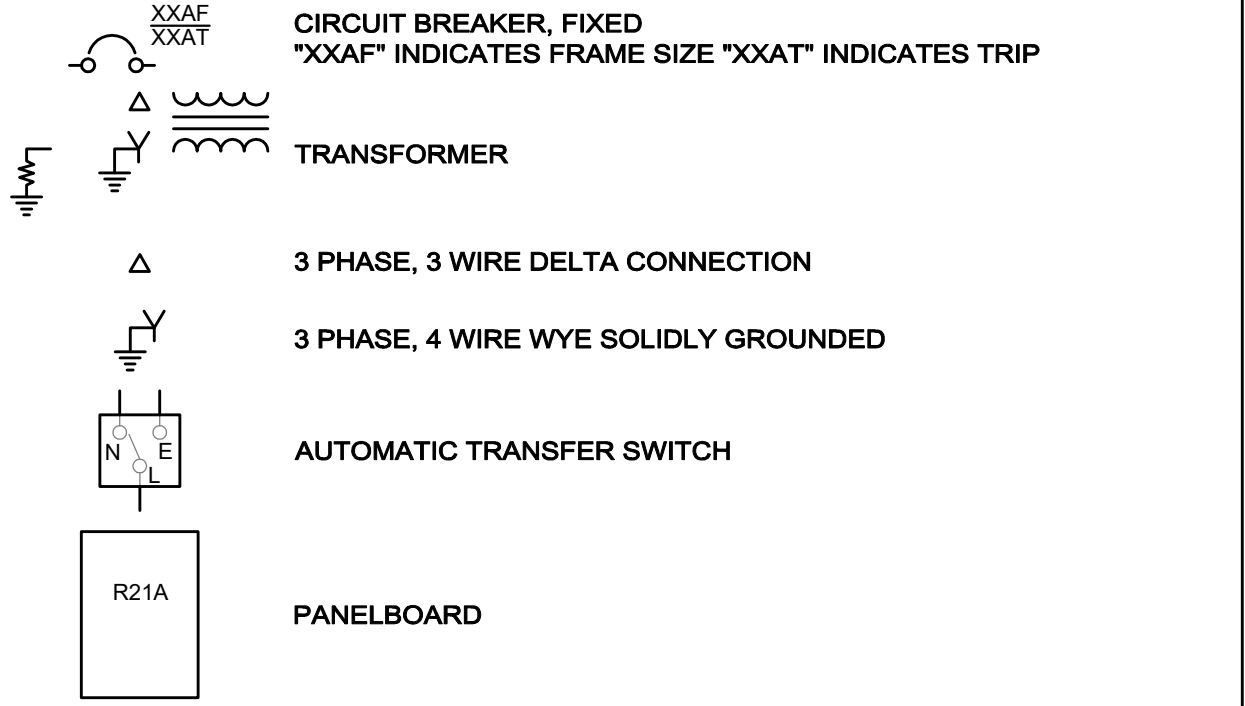 XXAF
XXAT
CIRCUIT BREAKER, FIXED
"XXAF" INDICATES FRAME SIZE "XXAT" INDICATES TRIP
TRANSFORMER
3 PHASE, 3 WIRE DELTA CONNECTION
3 PHASE, 4 WIRE WYE SOLIDLY GROUNDED
N E
L
AUTOMATIC TRANSFER SWITCH
R21A
PANELBOARD